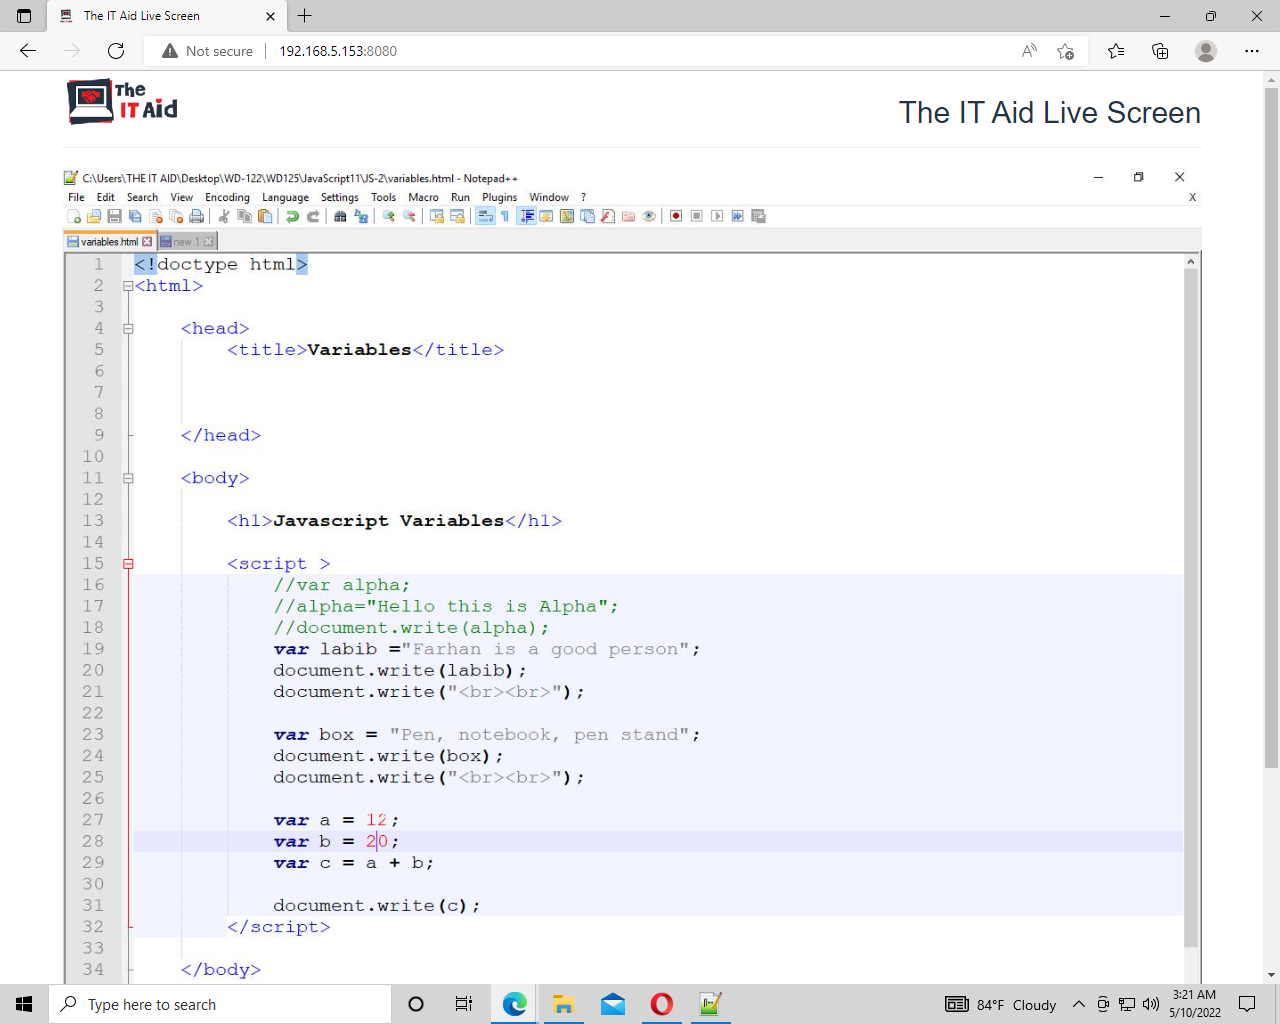 The IT Aid Live Screen
Not secure 192.168.5.153:8080
The
IT Aid
The IT Aid Live Screen
C:\Users\THE IT AID\Desktop\WD-122\WD125\JavaScript11\JS-2\variables.html - Notepad++
File Edit Search View Encoding Language Settings Tools Macro Run Plugins Window ? X
variables.html new 1
1 <!doctype html>
2 <html>
3
4 <head>
5 <title>Variables</title>
6
7
8
9 </head>
10
11 <body>
12
13 <h1>Javascript Variables</h1>
14
15 <script >
16 //var alpha;
17 //alpha="Hello this is Alpha";
18 //document.write(alpha);
19 var labib ="Farhan is a good person";
20 document.write(labib);
21 document.write("<br><br>");
22
23 var box = "Pen, notebook, pen stand";
24 document.write(box);
25 document.write("<br><br>");
26
27 var a = 12;
28 var b = 20;
29 var c = a + b;
30
31 document.write(c);
32 </script>
33
34 </body>
Type here to search
84°F Cloudy
3:21 AM
5/10/2022